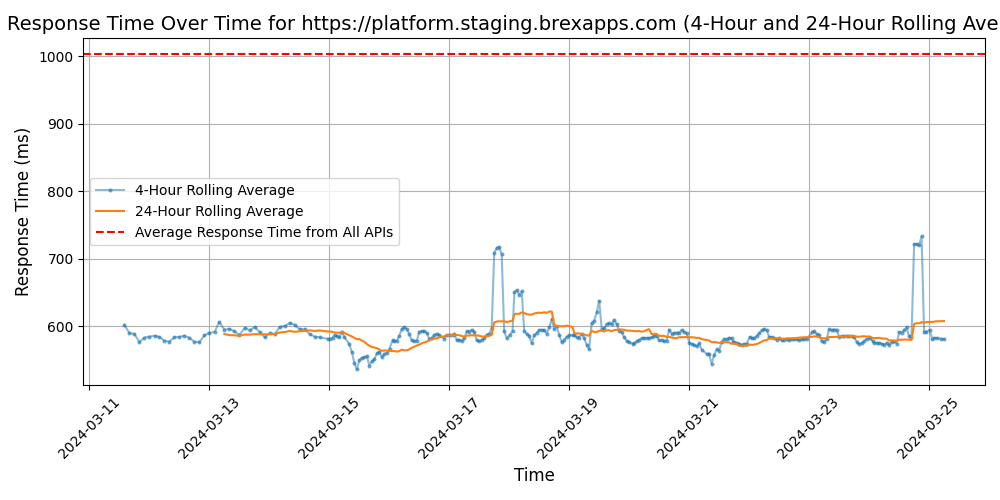 Response Time Over Time for https://platform.staging.brexapps.com (4-Hour and 24-Hour Rolling Ave
Response Time (ms)
1000
900
800
700
600
4-Hour Rolling Average
24-Hour Rolling Average
Average Response Time from All APIs
2024-03-11
2024-03-13
2024-03-15
2024-03-17
2024-03-19
2024-03-21
2024-03-23
2024-03-25
Time